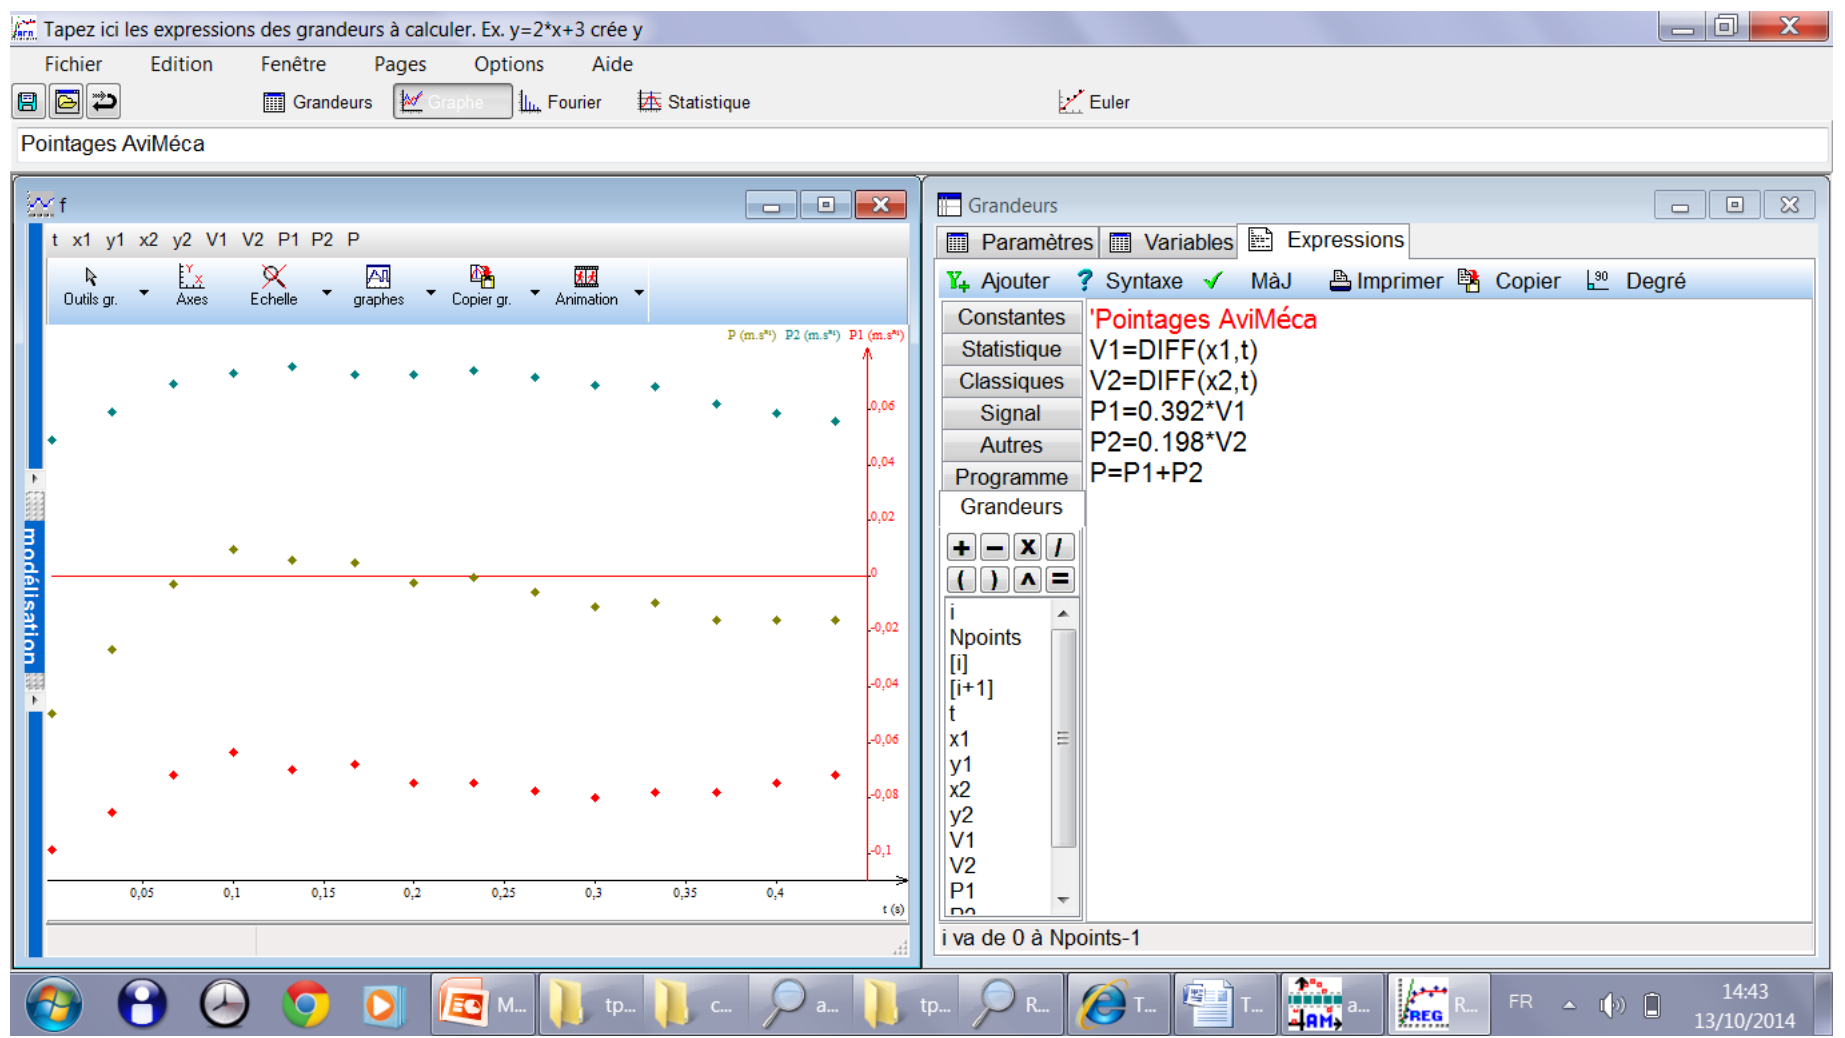 Tapez ici les expressions des grandeurs à calculer. Ex. y=2*x+3 crée y
Fichier Edition Fenêtre Pages Options Aide
Grandeurs Graphe Fourier Statistique Euler
Pointages AviMéca
f
t x1 y1 x2 y2 V1 V2 P1 P2 P
Outils gr. Axes Echelle graphes Copier gr. Animation
P (m.s⁻¹) P2 (m.s⁻¹) P1 (m.s⁻¹)
0,06
0,04
0,02
0
-0,02
-0,04
-0,06
-0,08
-0,1
0,05 0,1 0,15 0,2 0,25 0,3 0,35 0,4
t (s)
modélisation
Grandeurs
Paramètres Variables Expressions
Ajouter Syntaxe MàJ Imprimer Copier Degré
Constantes
Statistique
Classiques
Signal
Autres
Programme
Grandeurs
+ - X /
( ) ^ =
i
Npoints
[i]
[i+1]
t
x1
y1
x2
y2
V1
V2
P1
P2
'Pointages AviMéca
V1=DIFF(x1,t)
V2=DIFF(x2,t)
P1=0.392*V1
P2=0.198*V2
P=P1+P2
i va de 0 à Npoints-1
M... tp... c... a... tp... R... T... T... a... R...
FR
14:43
13/10/2014